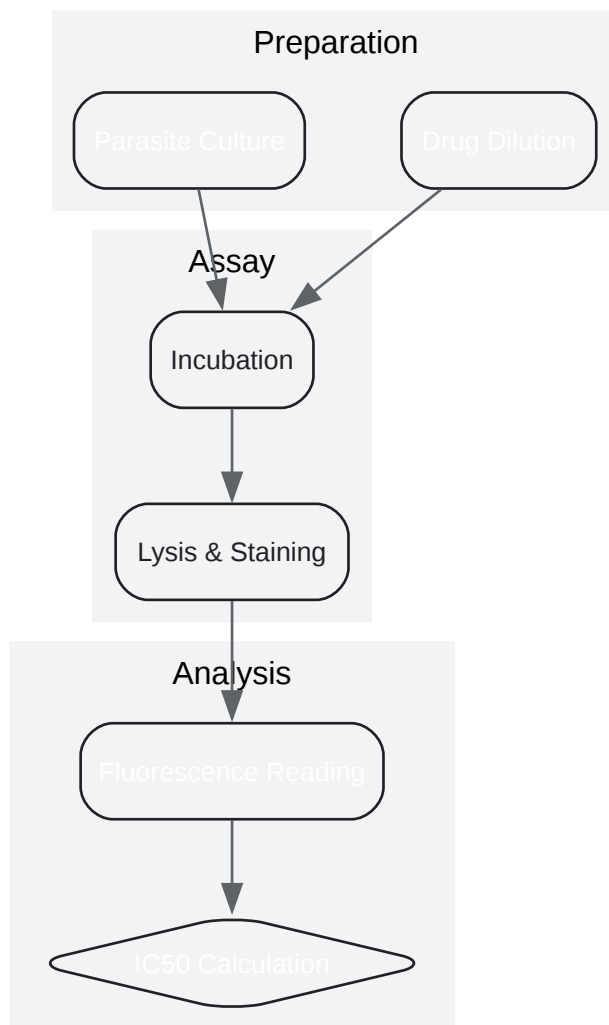 Preparation
Parasite Culture
Drug Dilution
Assay
Incubation
Lysis & Staining
Analysis
Fluorescence Reading
IC50 Calculation